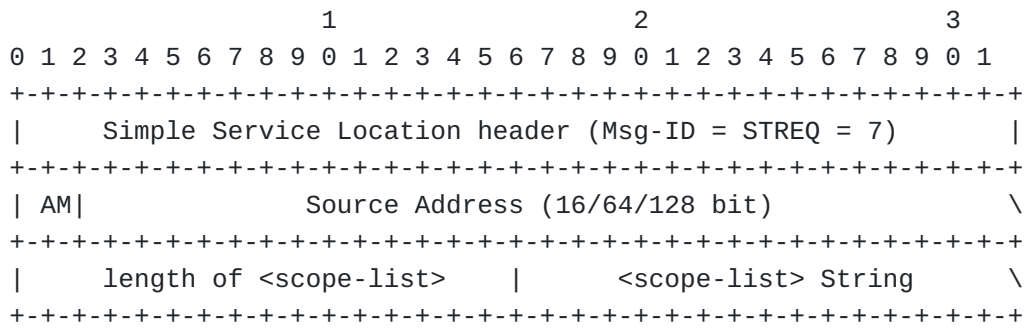 1                   2                   3
0 1 2 3 4 5 6 7 8 9 0 1 2 3 4 5 6 7 8 9 0 1 2 3 4 5 6 7 8 9 0 1
+-+-+-+-+-+-+-+-+-+-+-+-+-+-+-+-+-+-+-+-+-+-+-+-+-+-+-+-+-+-+-+-+
|     Simple Service Location header (Msg-ID = STREQ = 7)       |
+-+-+-+-+-+-+-+-+-+-+-+-+-+-+-+-+-+-+-+-+-+-+-+-+-+-+-+-+-+-+-+-+
| AM|              Source Address (16/64/128 bit)               \
+-+-+-+-+-+-+-+-+-+-+-+-+-+-+-+-+-+-+-+-+-+-+-+-+-+-+-+-+-+-+-+-+
|     length of <scope-list>    |      <scope-list> String      \
+-+-+-+-+-+-+-+-+-+-+-+-+-+-+-+-+-+-+-+-+-+-+-+-+-+-+-+-+-+-+-+-+